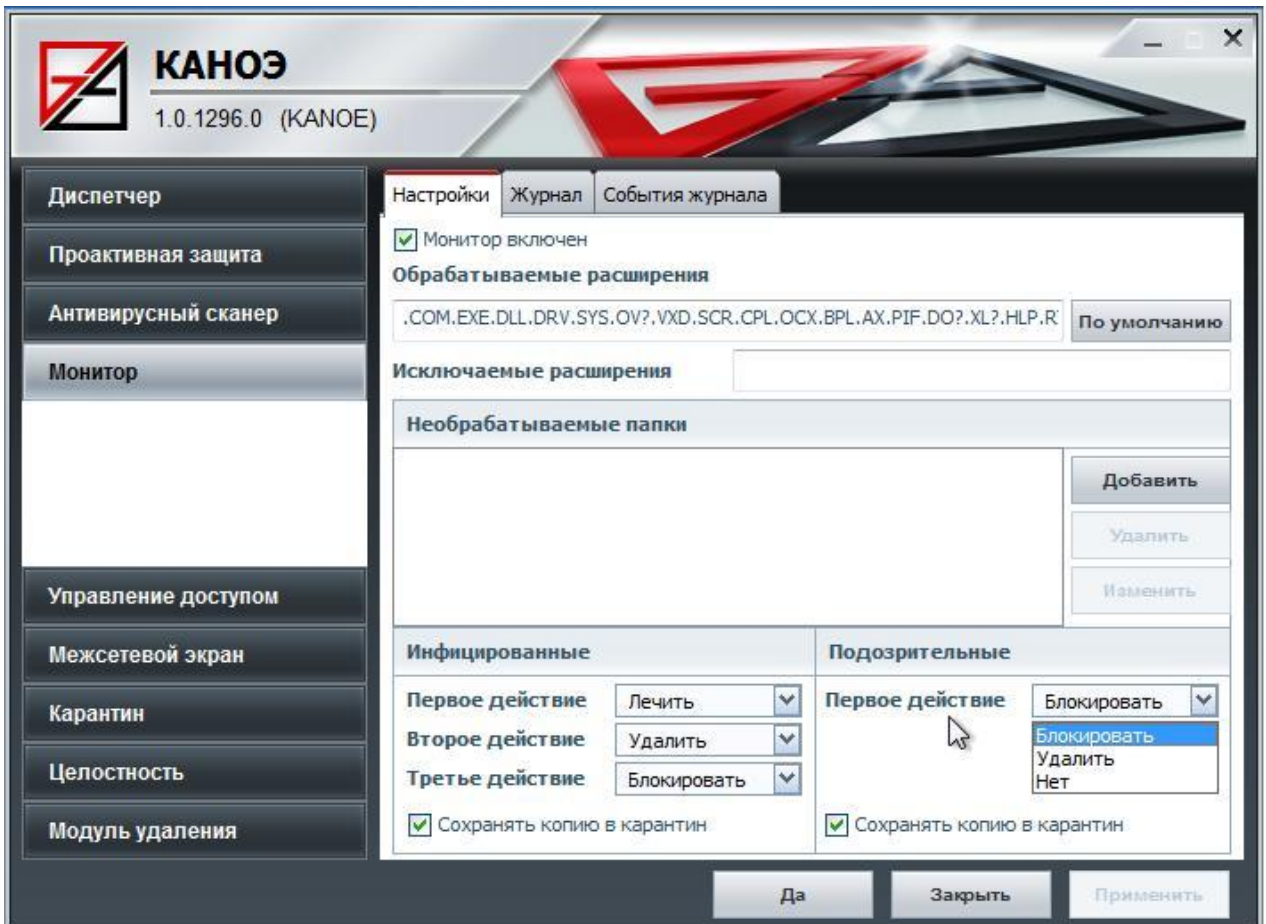 КАНОЭ
1.0.1296.0 (KANOE)
Диспетчер
Проактивная защита
Антивирусный сканер
Монитор
Управление доступом
Межсетевой экран
Карантин
Целостность
Модуль удаления
Настройки Журнал События журнала
Монитор включен
Обрабатываемые расширения
.COM.EXE.DLL.DRV.SYS.OV?.VXD.SCR.CPL.OCX.BPL.AX.PIF.DO?.XL?.HLP.R
По умолчанию
Исключаемые расширения
Необрабатываемые папки
Добавить
Удалить
Изменить
Инфицированные
Первое действие Лечить
Второе действие Удалить
Третье действие Блокировать
Сохранять копию в карантин
Подозрительные
Первое действие Блокировать
Блокировать
Удалить
Нет
Сохранять копию в карантин
Да Закрыть Применить